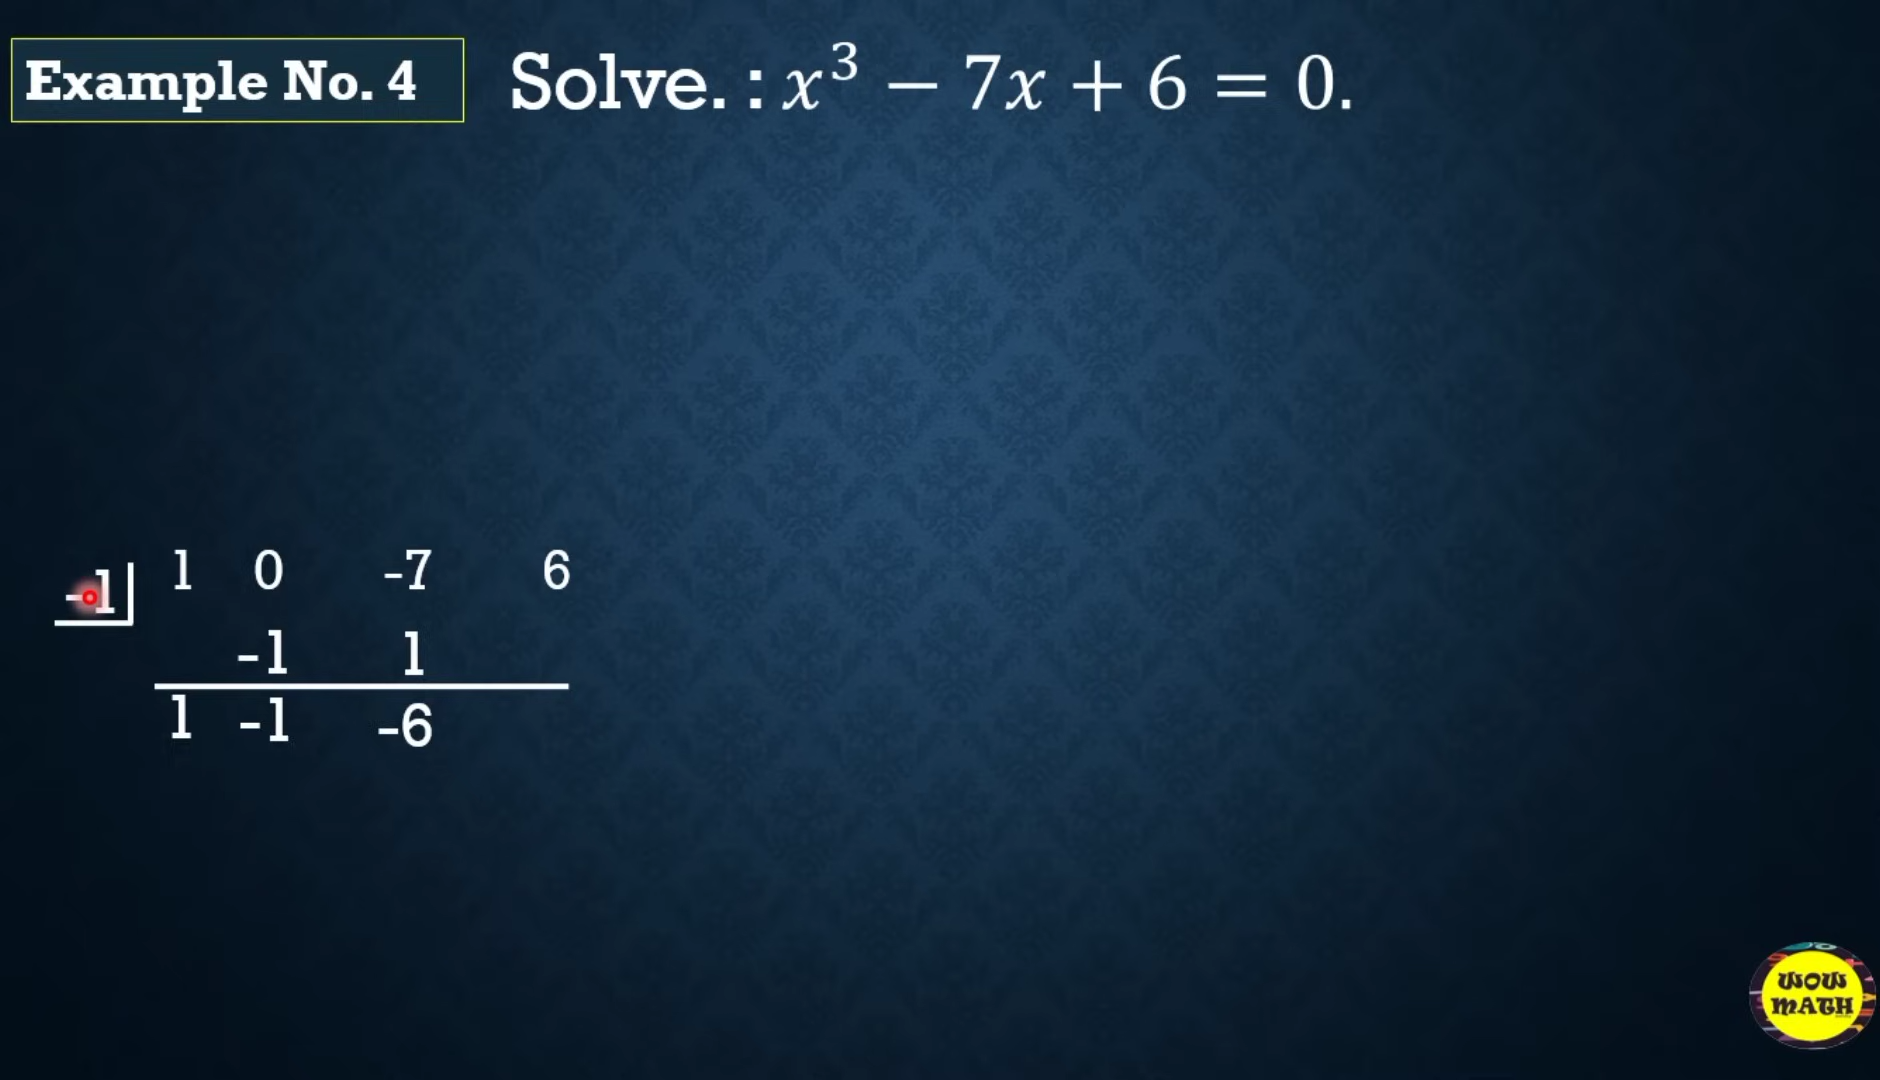 Example No. 4
Solve. : x³ − 7x + 6 = 0.
-1 1 0 -7 6
-1 1
1 -1 -6
WOW
MATH